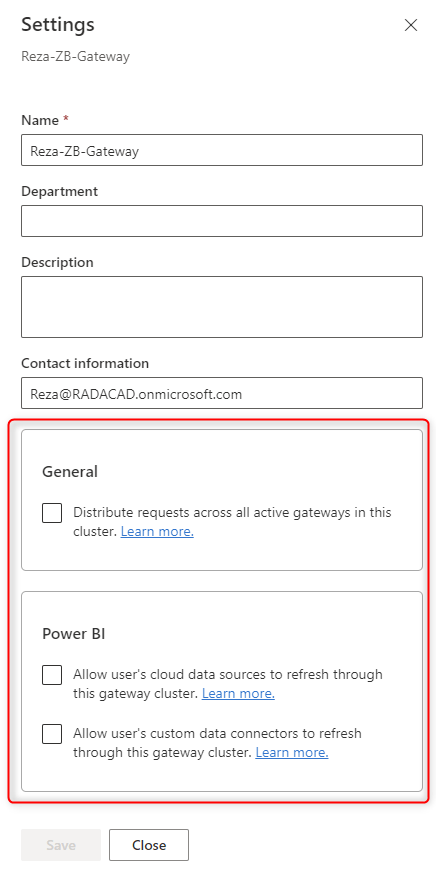 Settings
Reza-ZB-Gateway
Name *
Reza-ZB-Gateway
Department
Description
Contact information
Reza@RADACAD.onmicrosoft.com
General
Distribute requests across all active gateways in this
cluster. Learn more.
Power BI
Allow user's cloud data sources to refresh through
this gateway cluster. Learn more.
Allow user's custom data connectors to refresh
through this gateway cluster. Learn more.
Save Close